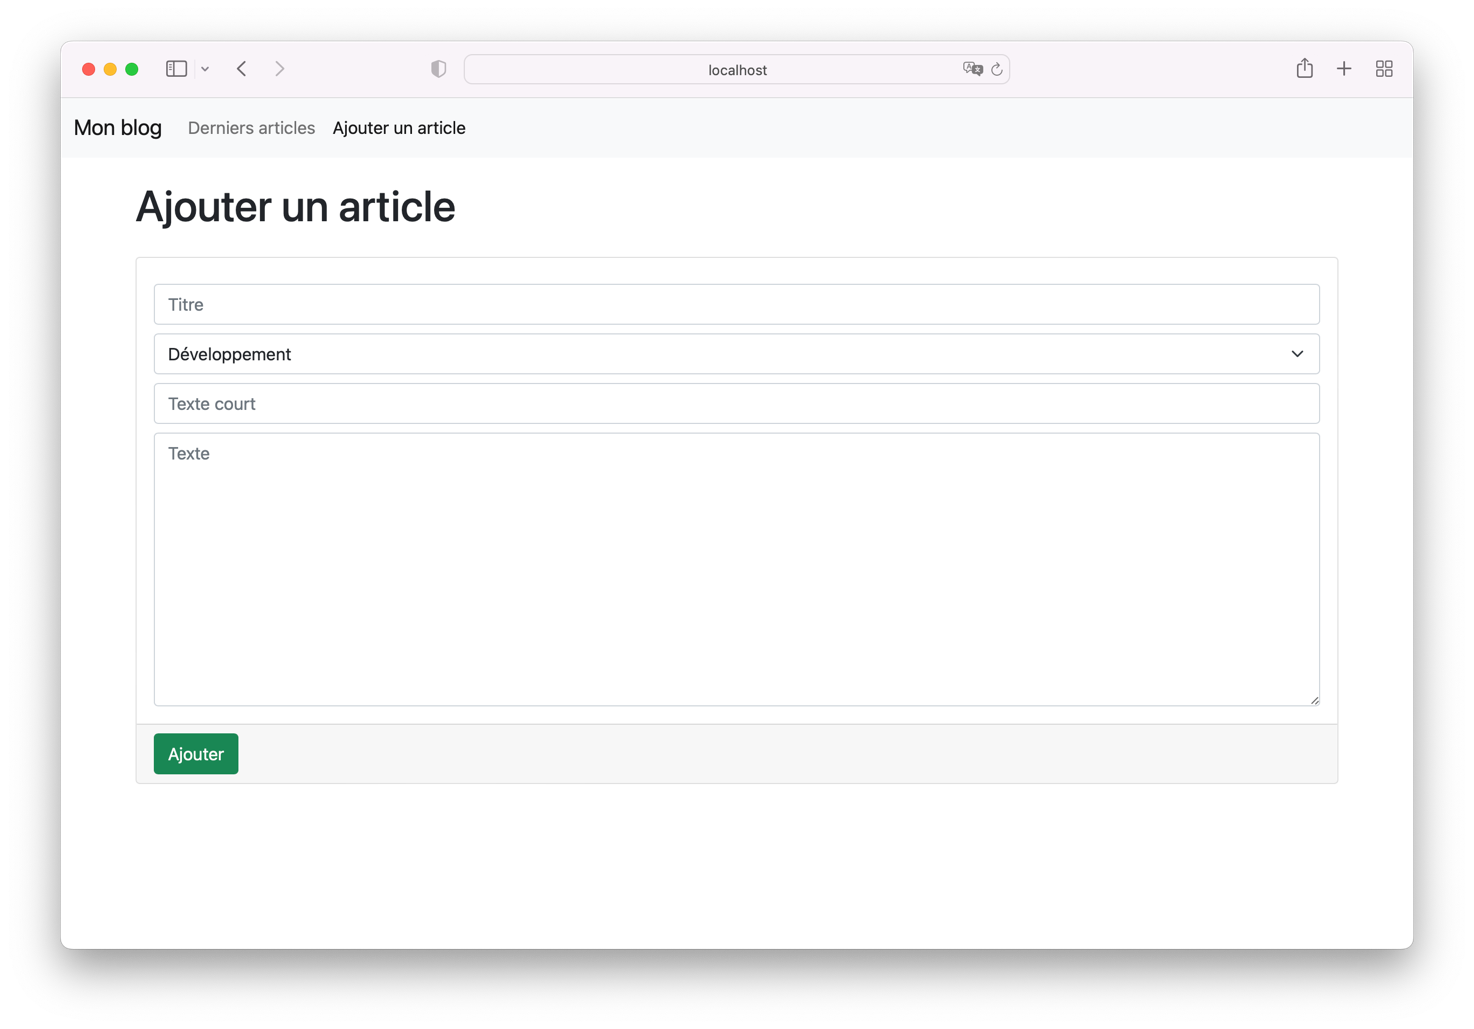 localhost
Mon blog Derniers articles Ajouter un article
Ajouter un article
Titre
Développement
Texte court
Texte
Ajouter